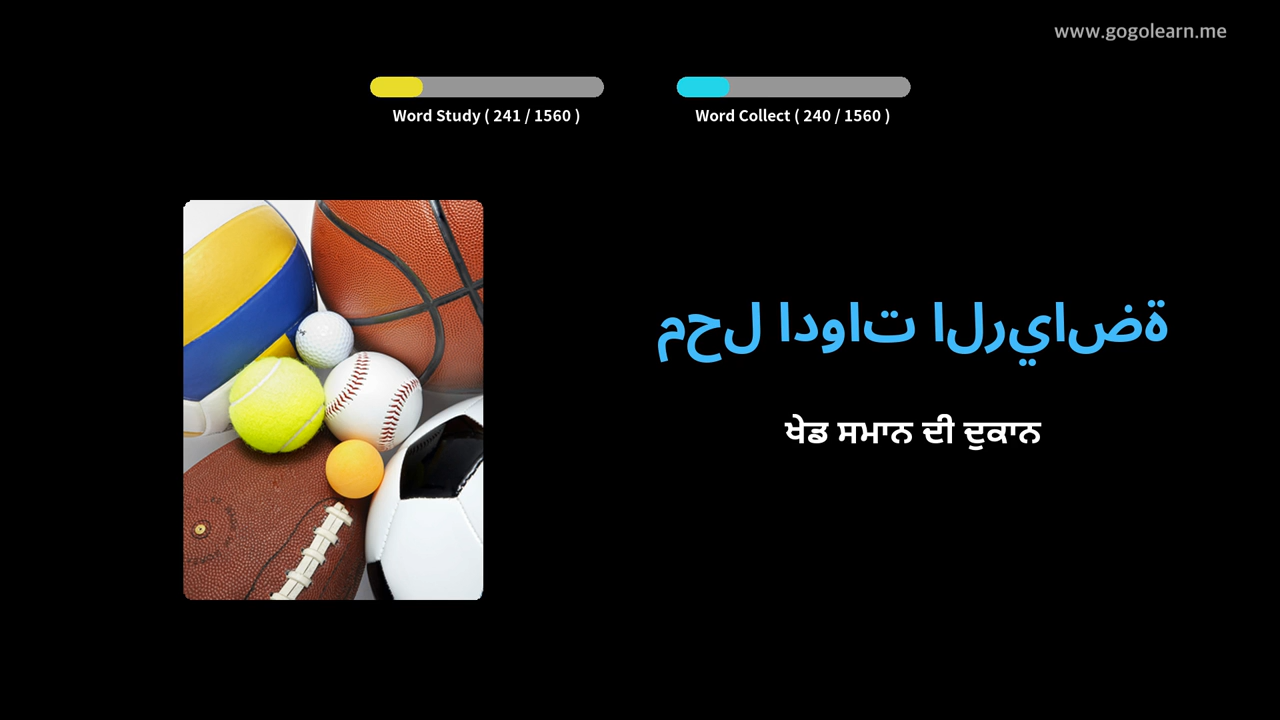 www.gogolearn.me
Word Study ( 241 / 1560 )
Word Collect ( 240 / 1560 )
محل ادوات الرياضة
ਖੇਡ ਸਮਾਨ ਦੀ ਦੁਕਾਨ